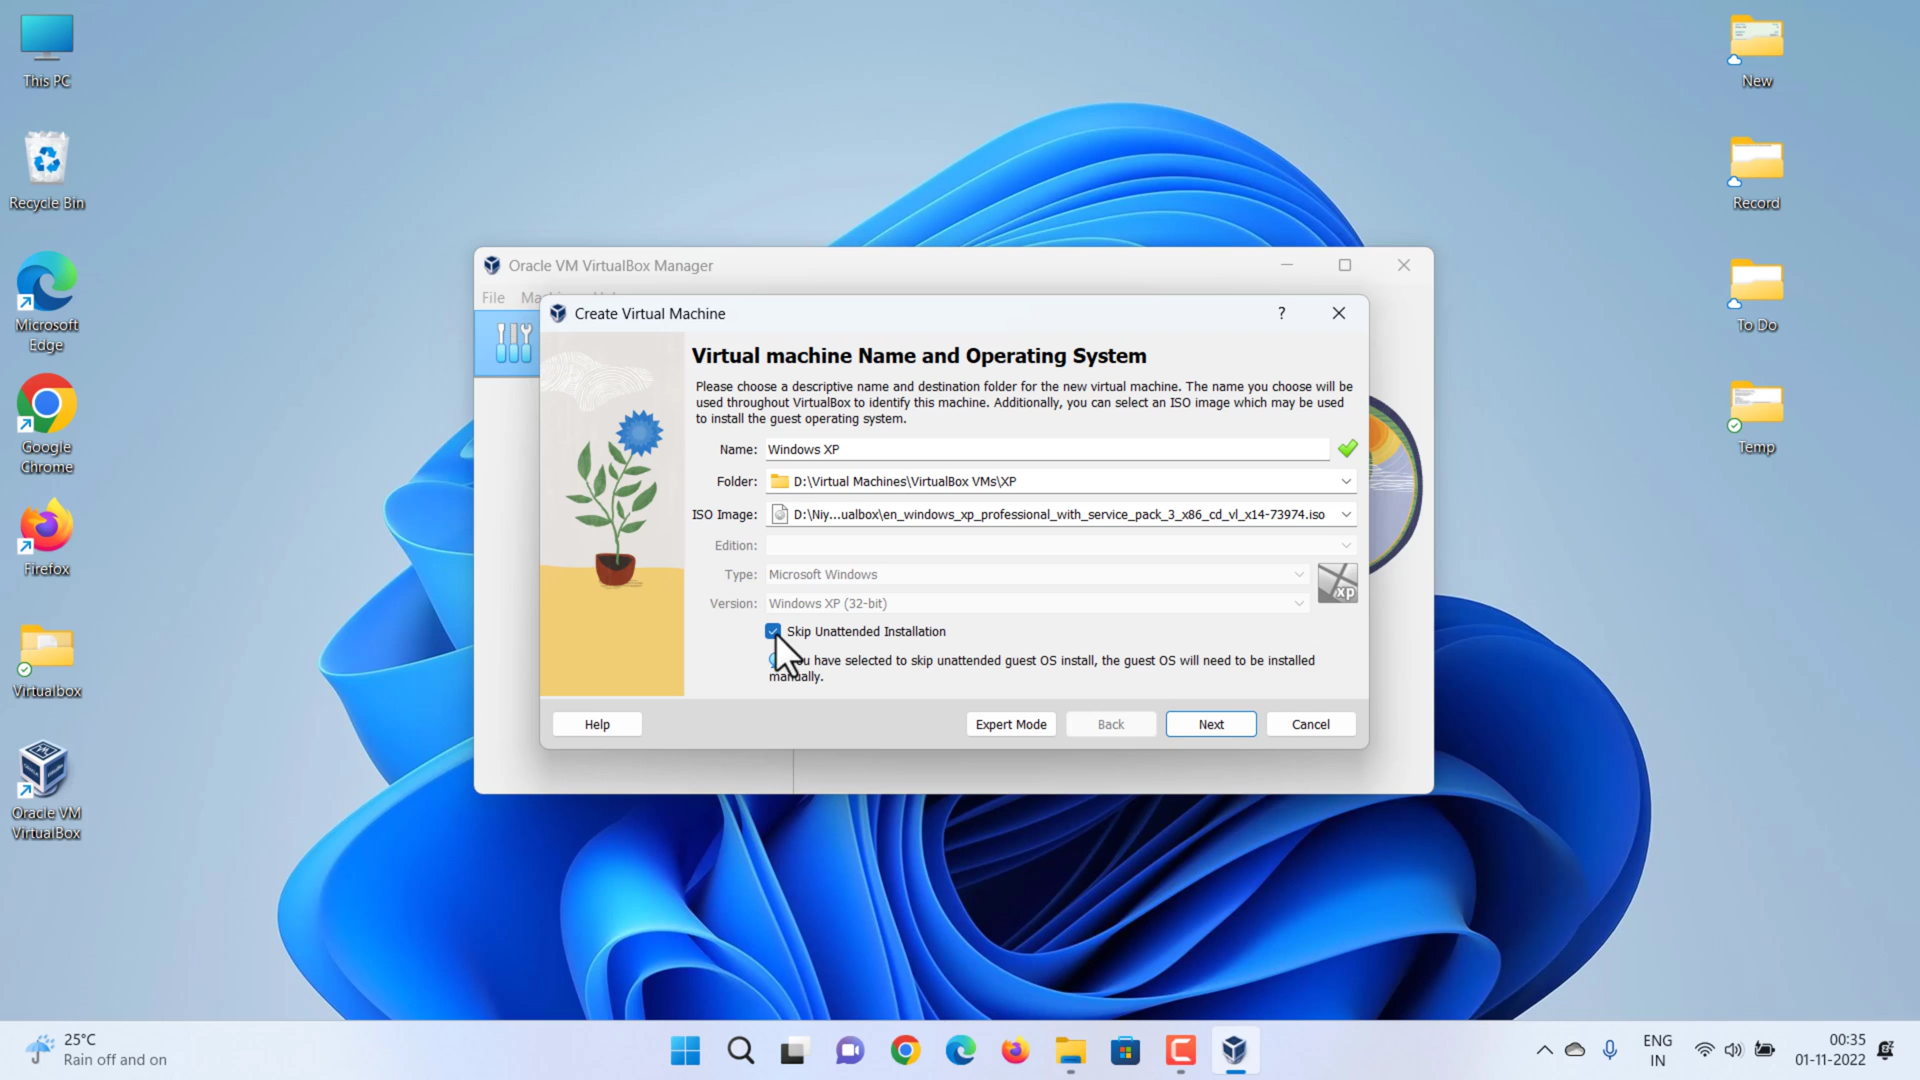 This PC
Recycle Bin
Microsoft
Edge
Google
Chrome
Firefox
Virtualbox
Oracle VM
VirtualBox
New
Record
To Do
Temp
Oracle VM VirtualBox Manager
File
Create Virtual Machine
?
Virtual machine Name and Operating System
Please choose a descriptive name and destination folder for the new virtual machine. The name you choose will be
used throughout VirtualBox to identify this machine. Additionally, you can select an ISO image which may be used
to install the guest operating system.
Name: Windows XP
Folder: D:\Virtual Machines\VirtualBox VMs\XP
ISO Image: D:\Niy...ualbox\en_windows_xp_professional_with_service_pack_3_x86_cd_vl_x14-73974.iso
Edition:
Type: Microsoft Windows
xp
Version: Windows XP (32-bit)
Skip Unattended Installation
have selected to skip unattended guest OS install, the guest OS will need to be installed
manually.
Help
Expert Mode
Back
Next
Cancel
25°C
Rain off and on
ENG
IN
00:35
01-11-2022